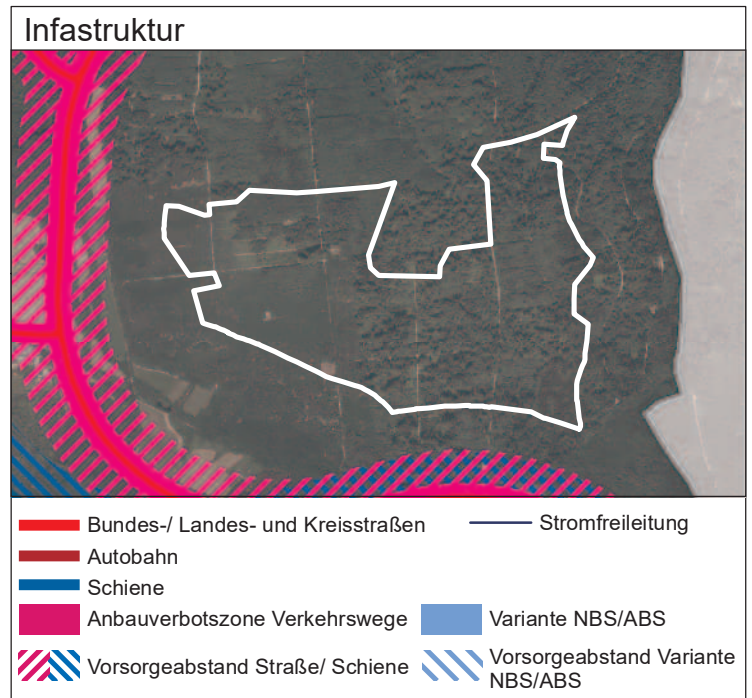 Infastruktur
Bundes-/ Landes- und Kreisstraßen
Stromfreileitung
Autobahn
Schiene
Anbauverbotszone Verkehrswege
Variante NBS/ABS
Vorsorgeabstand Straße/ Schiene
Vorsorgeabstand Variante
NBS/ABS